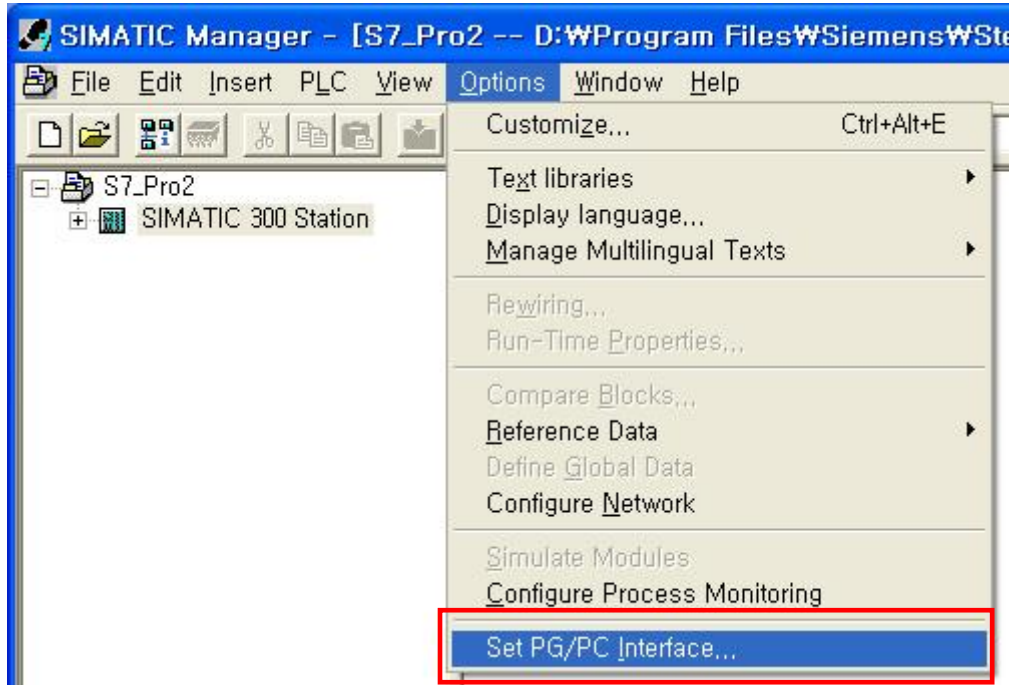 SIMATIC Manager - [S7_Pro2 -- D:₩Program Files₩Siemens₩Ste
File Edit Insert PLC View Options Window Help
Customize... Ctrl+Alt+E
S7_Pro2
SIMATIC 300 Station
Text libraries
Display language...
Manage Multilingual Texts
Rewiring...
Run-Time Properties...
Compare Blocks...
Reference Data
Define Global Data
Configure Network
Simulate Modules
Configure Process Monitoring
Set PG/PC Interface...